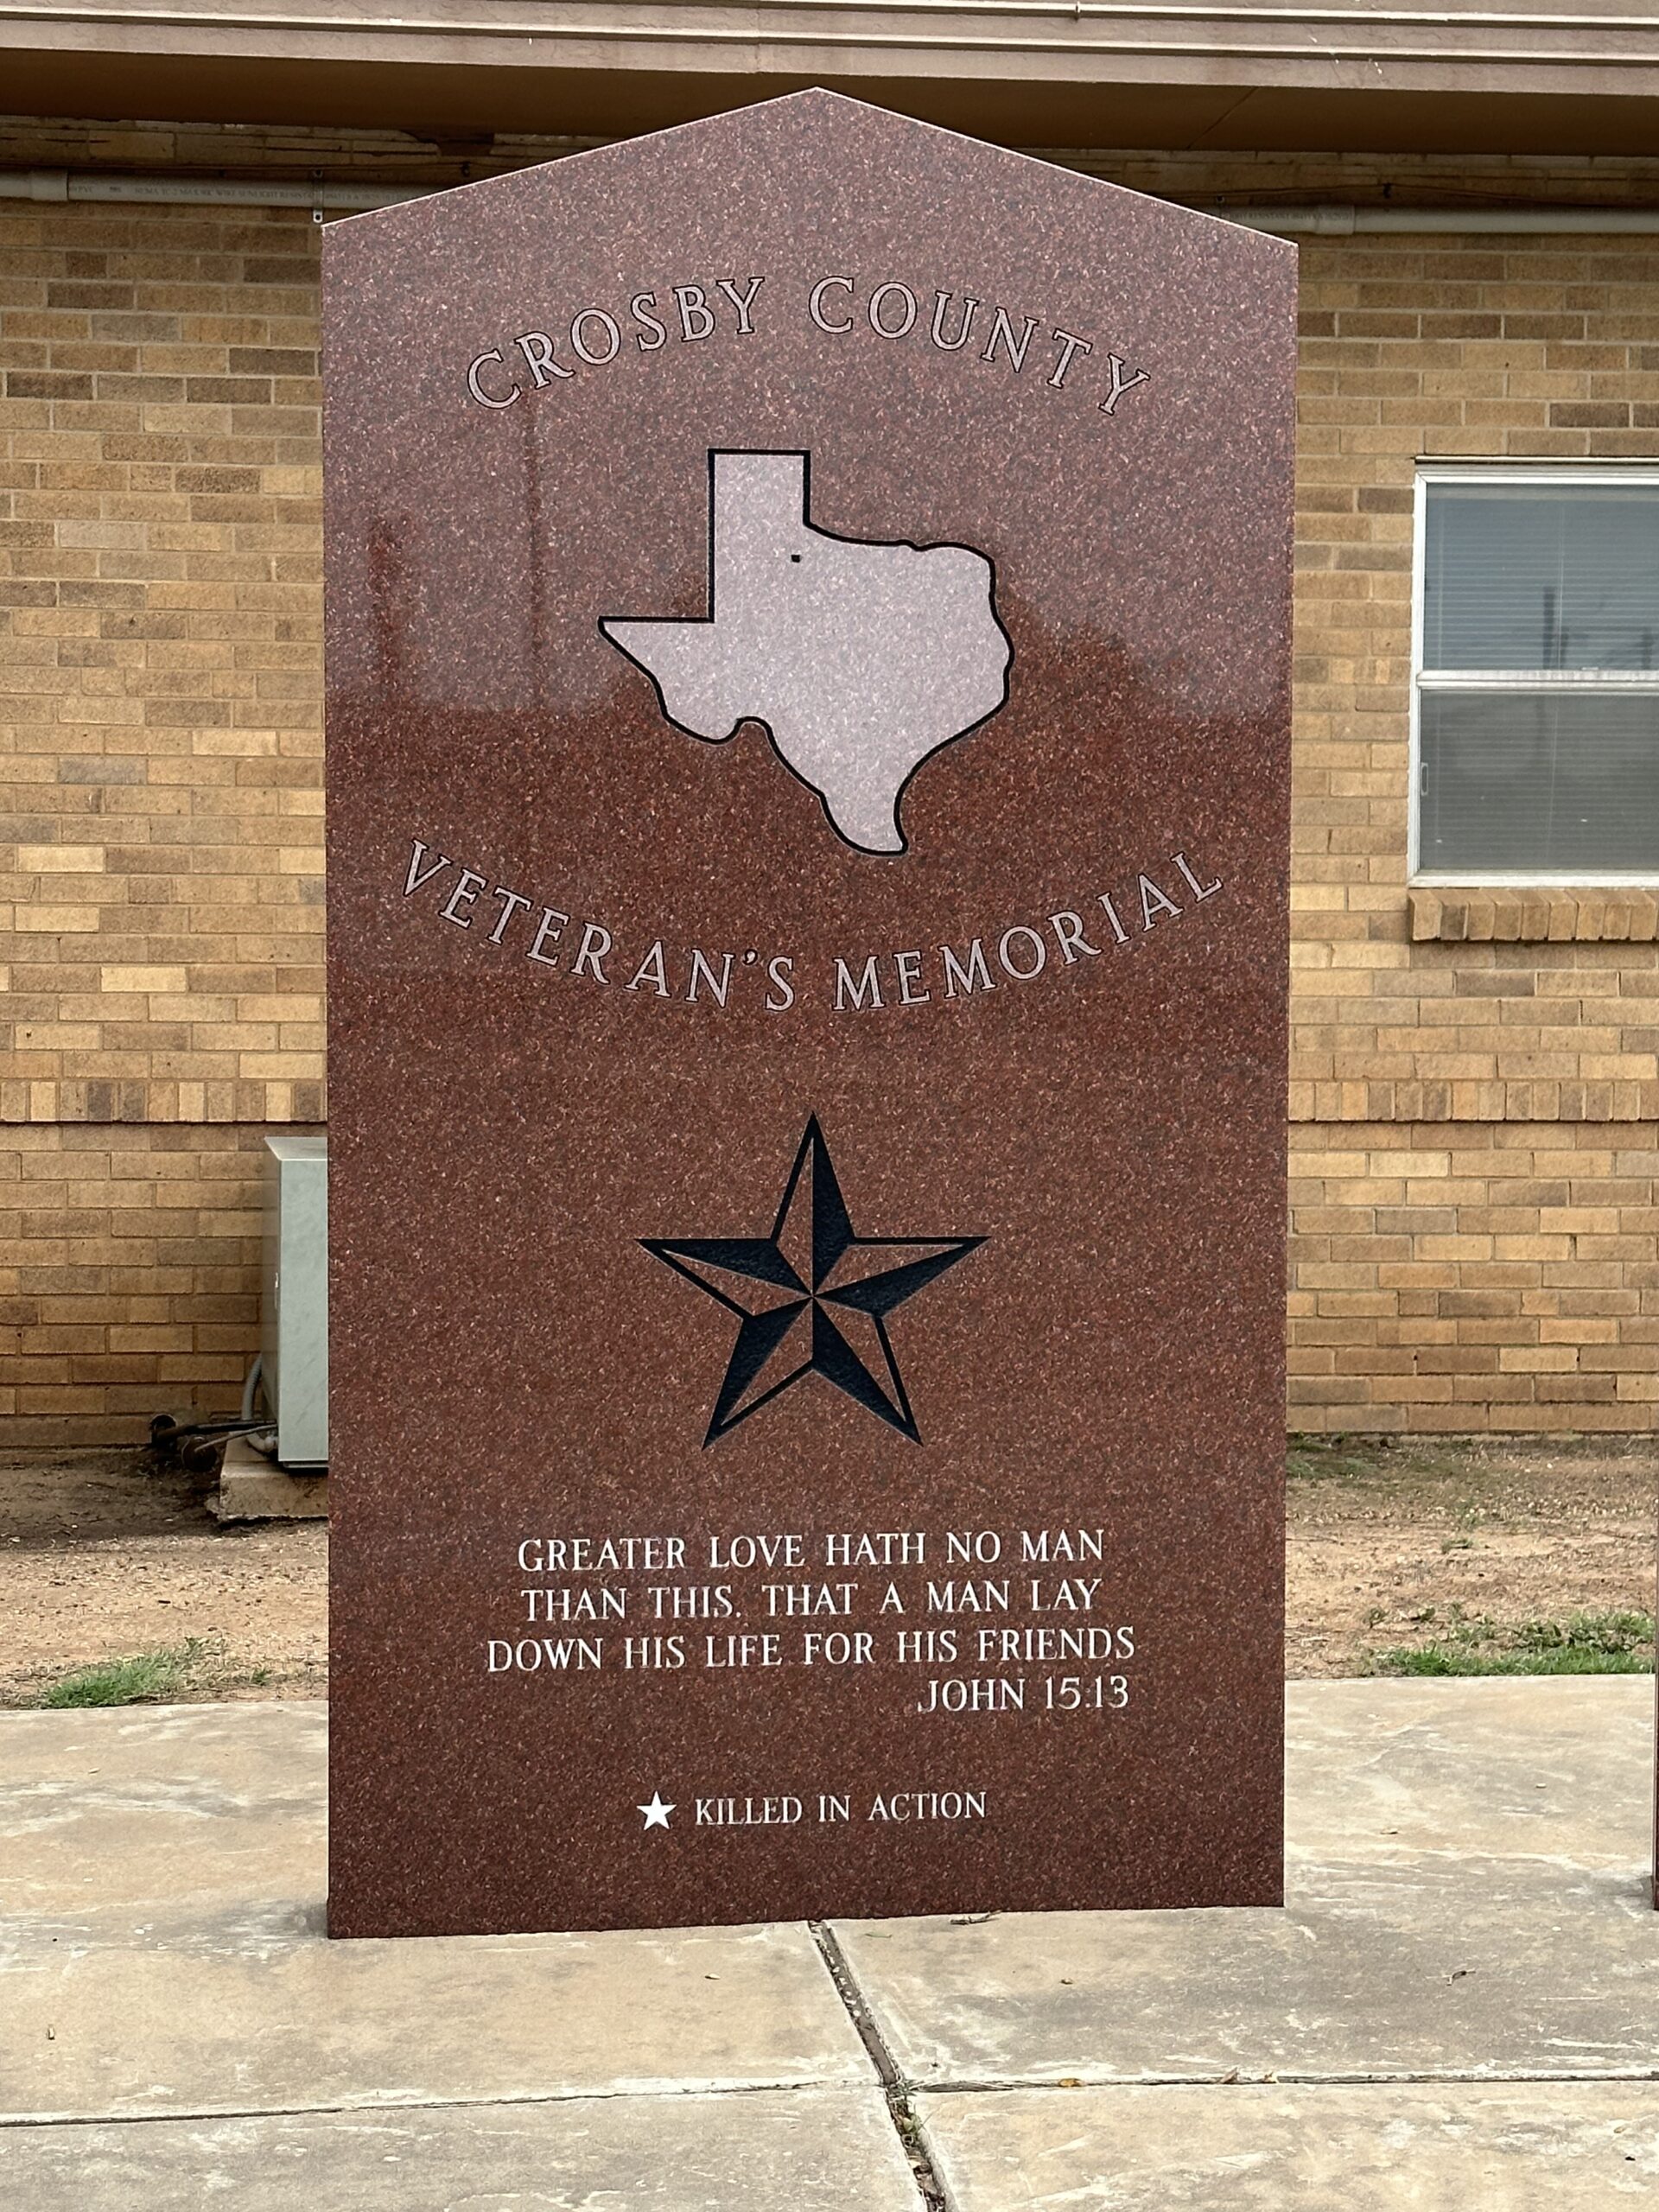 CROSBY COUNTY
VETERAN'S MEMORIAL
GREATER LOVE HATH NO MAN
THAN THIS, THAT A MAN LAY
DOWN HIS LIFE FOR HIS FRIENDS
JOHN 15:13
★ KILLED IN ACTION